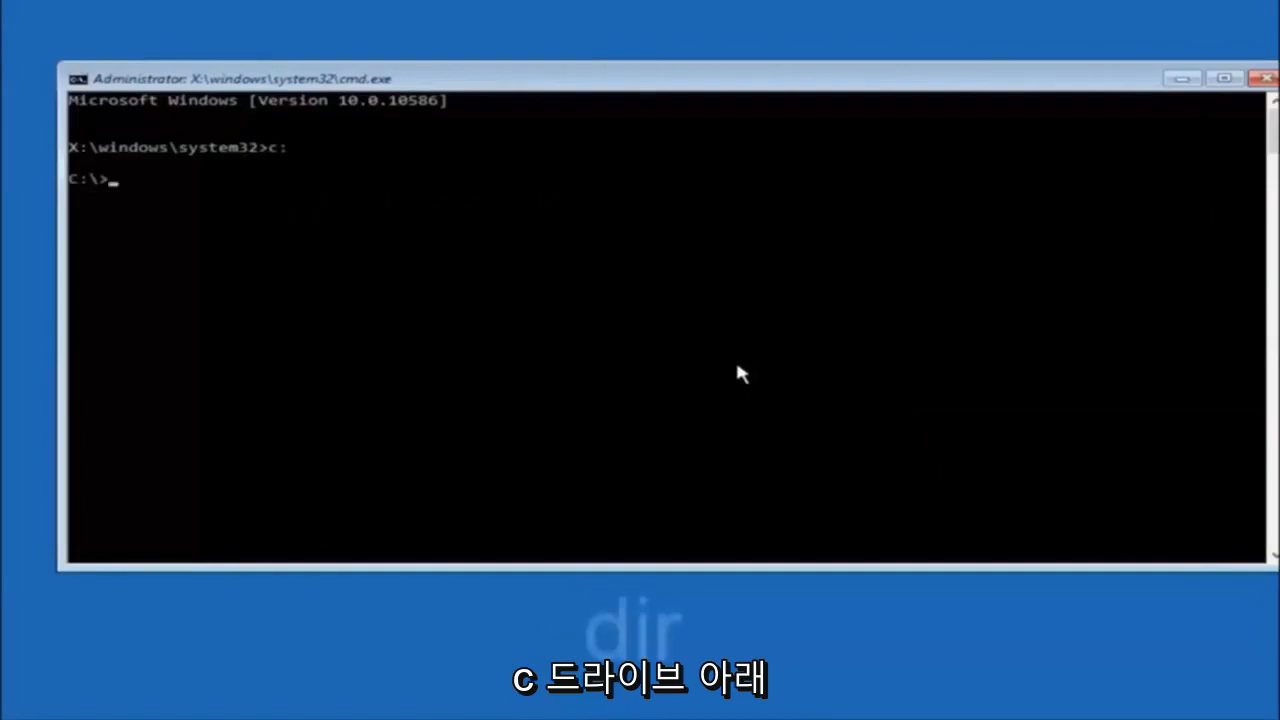 Administrator: X:\windows\system32\cmd.exe
Microsoft Windows [Version 10.0.10586]
X:\windows\system32>c:
C:\>_
dir
c 드라이브 아래